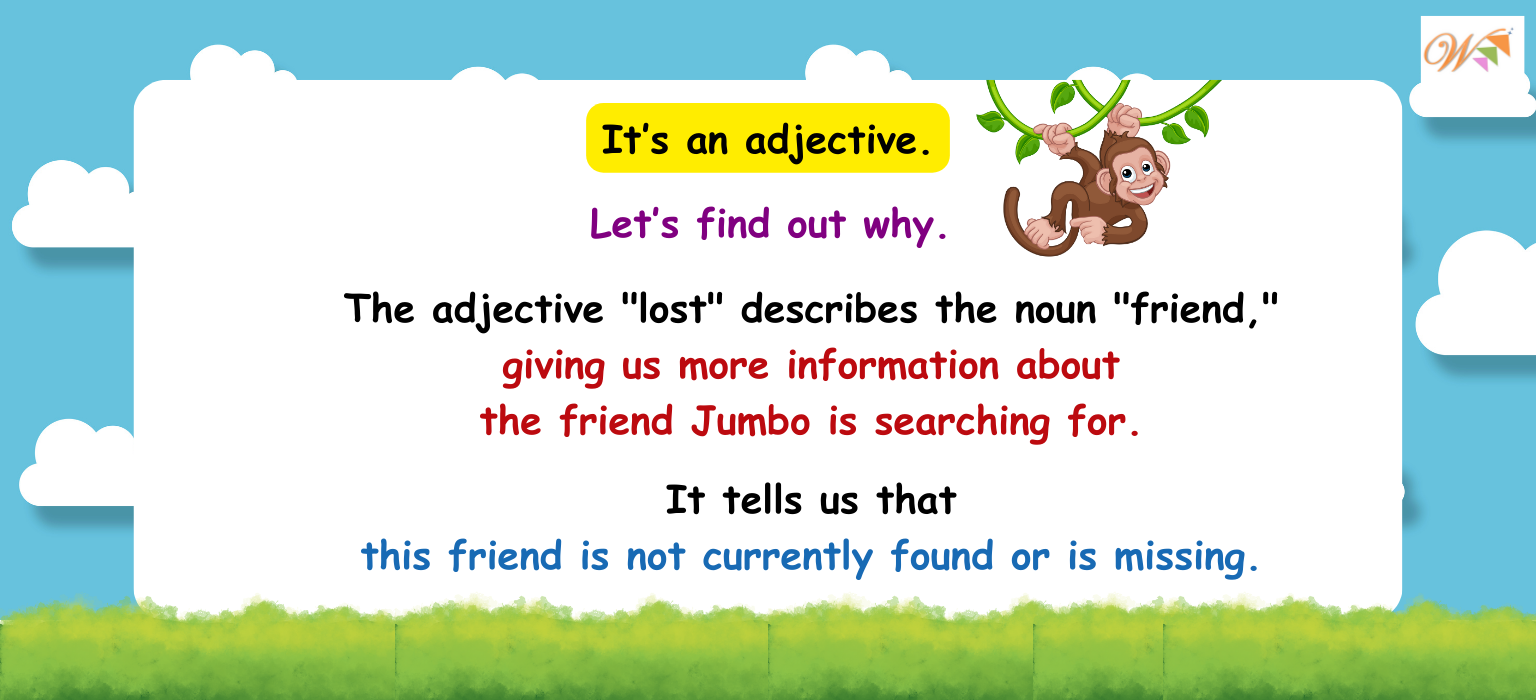 It's an adjective.
Let's find out why.
The adjective "lost" describes the noun "friend,"
giving us more information about
the friend Jumbo is searching for.
It tells us that
this friend is not currently found or is missing.
W